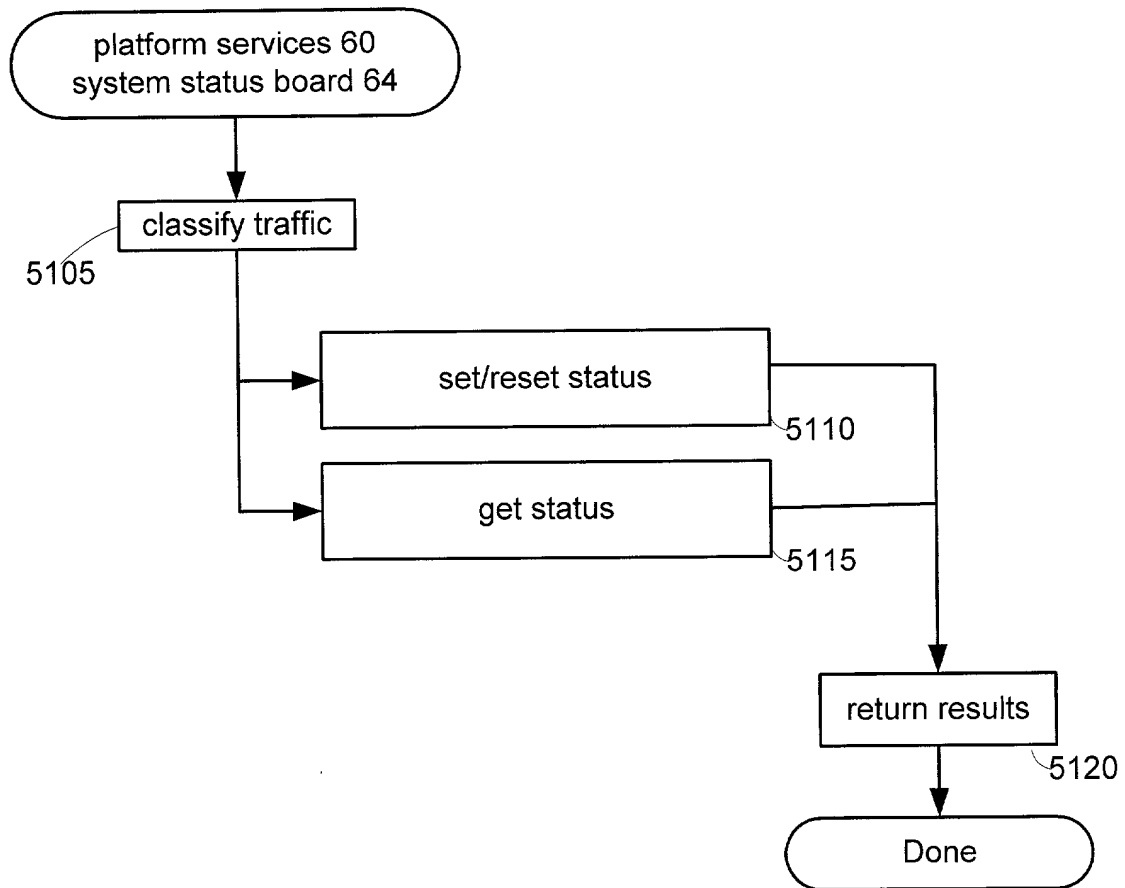 platform services 60
system status board 64
classify traffic
5105
set/reset status
5110
get status
5115
return results
5120
Done